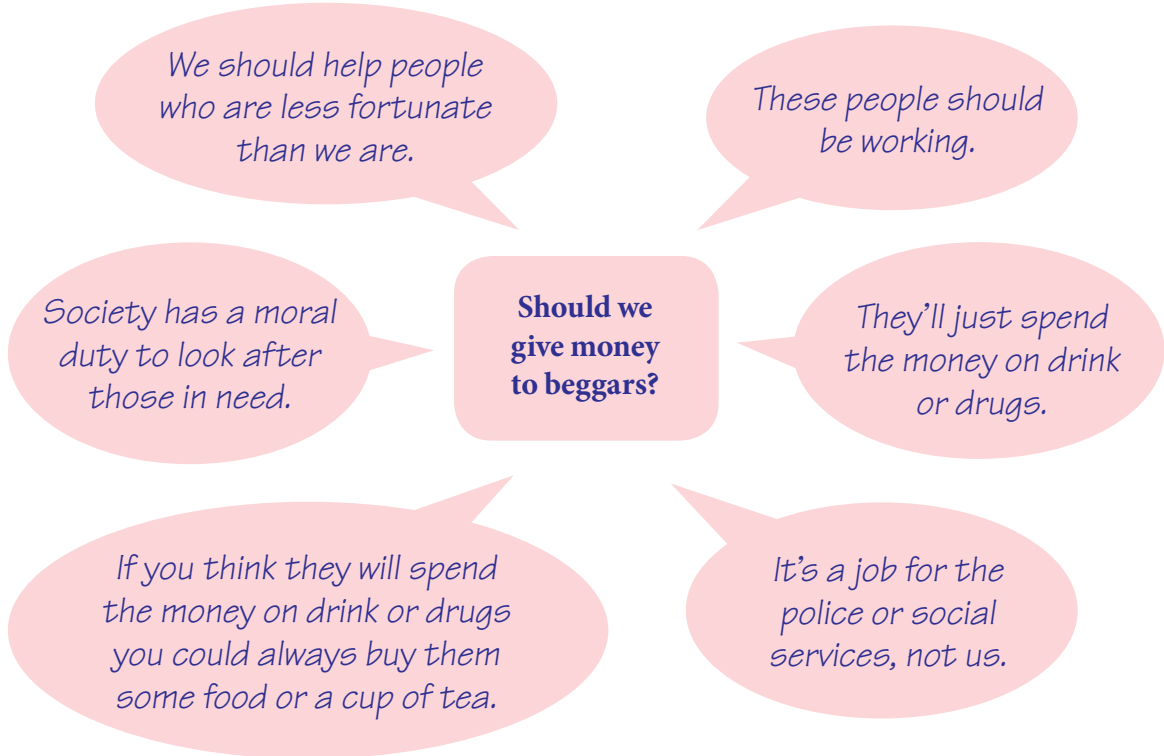 We should help people
who are less fortunate
than we are.
These people should
be working.
Society has a moral
duty to look after
those in need.
Should we
give money
to beggars?
They’ll just spend
the money on drink
or drugs.
If you think they will spend
the money on drink or drugs
you could always buy them
some food or a cup of tea.
It’s a job for the
police or social
services, not us.